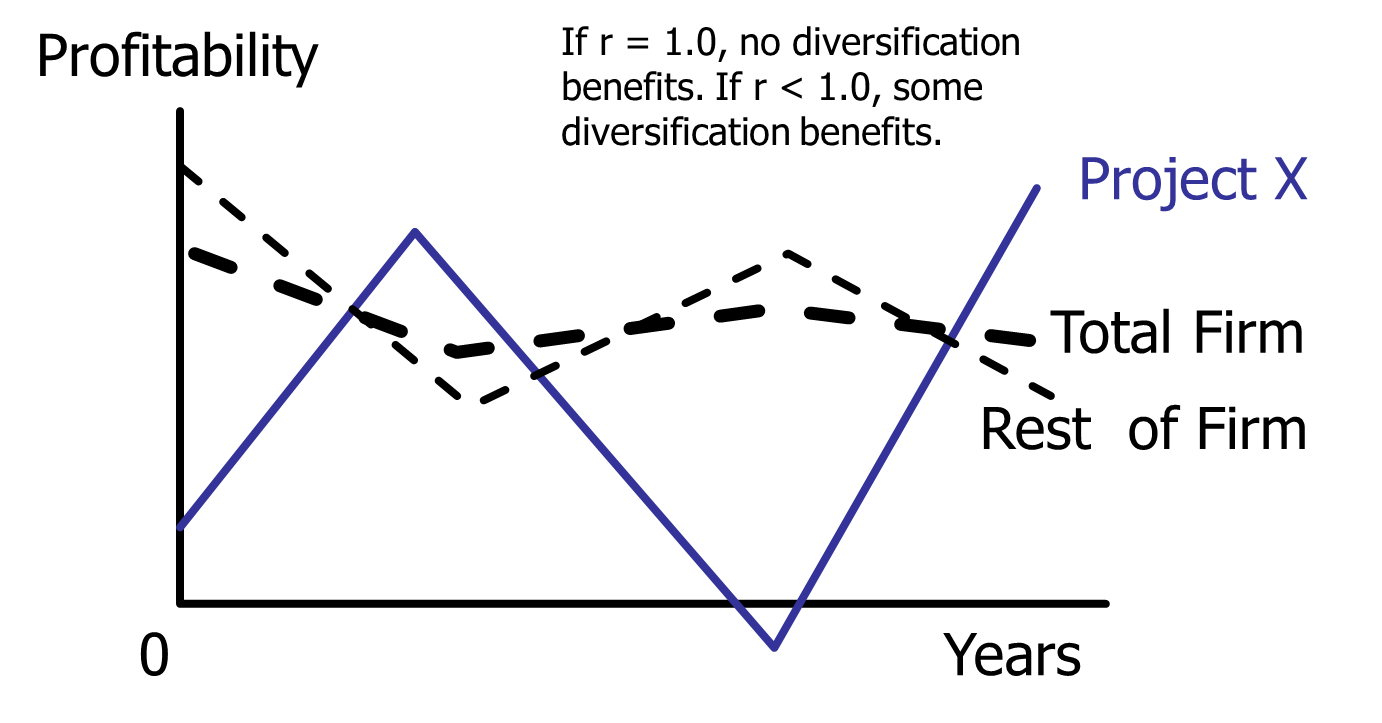 Profitability
If r = 1.0, no diversification
benefits. If r < 1.0, some
diversification benefits.
Project X
Total Firm
Rest of Firm
0
Years